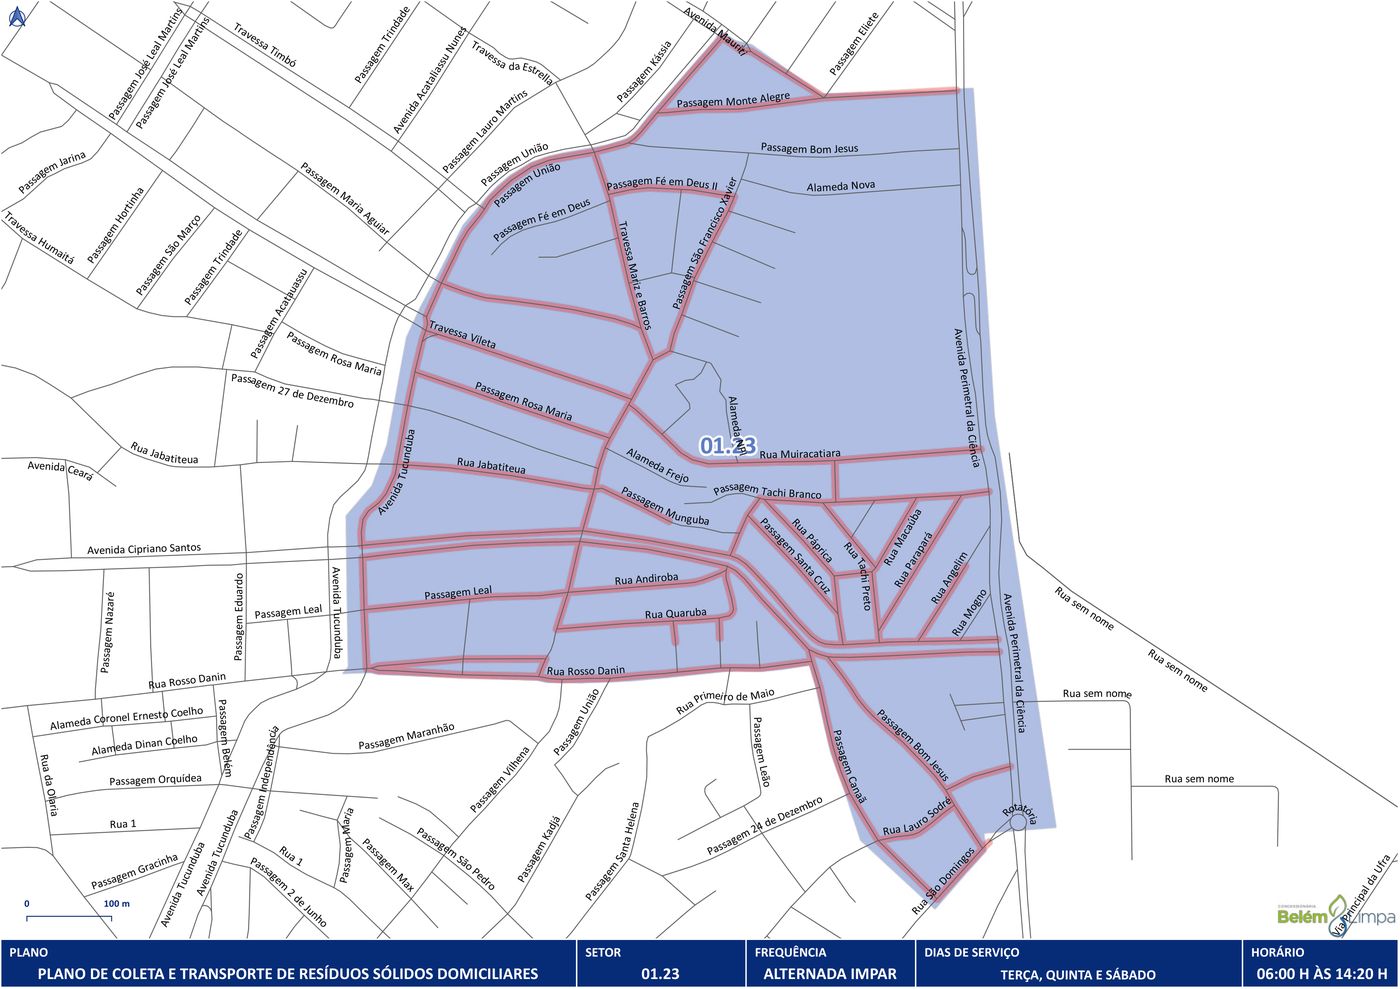 Avenida Mauriti
Passagem José Leal Martins
Passagem José Leal Martins
Travessa Timbó
Passagem Trindade
Avenida Acataliassu Nunes
Travessa da Estrella
Passagem Kássia
Passagem Eliete
Passagem Lauro Martins
Passagem Monte Alegre
Passagem União
Passagem União
Passagem Bom Jesus
Passagem Jarina
Passagem Maria Aguiar
Passagem Fé em Deus II
Alameda Nova
Passagem Fé em Deus
Passagem São Francisco Xavier
Travessa Mariz e Barros
Travessa Humaitá
Passagem Hortinha
Passagem São Março
Passagem Trindade
Passagem Acatauassu
Passagem Rosa Maria
Passagem 27 de Dezembro
Travessa Vileta
Passagem Rosa Maria
Avenida Perimetral da Ciência
Alameda
01.23
Rua Muiracatiara
Rua Jabatiteua
Avenida Ceará
Avenida Tucunduba
Rua Jabatiteua
Alameda Frejo
Passagem Tachi Branco
Passagem Munguba
Passagem Santa Cruz
Rua Páprica
Rua Tachi Preto
Rua Macaúba
Rua Parapará
Rua Angelim
Rua Mogno
Avenida Cipriano Santos
Passagem Nazaré
Passagem Eduardo
Passagem Leal
Avenida Tucunduba
Passagem Leal
Rua Andiroba
Rua Quaruba
Rua Rosso Danin
Rua Rosso Danin
Avenida Perimetral da Ciência
Rua sem nome
Rua sem nome
Rua sem nome
Rua sem nome
Alameda Coronel Ernesto Coelho
Alameda Dinan Coelho
Passagem Belém
Passagem Independência
Passagem Maranhão
Passagem Vilhena
Passagem União
Rua Primeiro de Maio
Passagem Leão
Passagem Canaã
Passagem Bom Jesus
Rua Lauro Sodré
Rotatória
Rua São Domingos
Passagem 24 de Dezembro
Rua da Olaria
Passagem Orquídea
Rua 1
Passagem Gracinha
Avenida Tucunduba
Avenida Tucunduba
Rua 1
Passagem 2 de Junho
Passagem Maria
Passagem Max
Passagem São Pedro
Passagem Kadjá
Passagem Santa Helena
Via Principal da Ufra
0 100 m
CONCESSIONÁRIA
Belém Limpa
PLANO
PLANO DE COLETA E TRANSPORTE DE RESÍDUOS SÓLIDOS DOMICILIARES
SETOR
01.23
FREQUÊNCIA
ALTERNADA IMPAR
DIAS DE SERVIÇO
TERÇA, QUINTA E SÁBADO
HORÁRIO
06:00 H ÀS 14:20 H